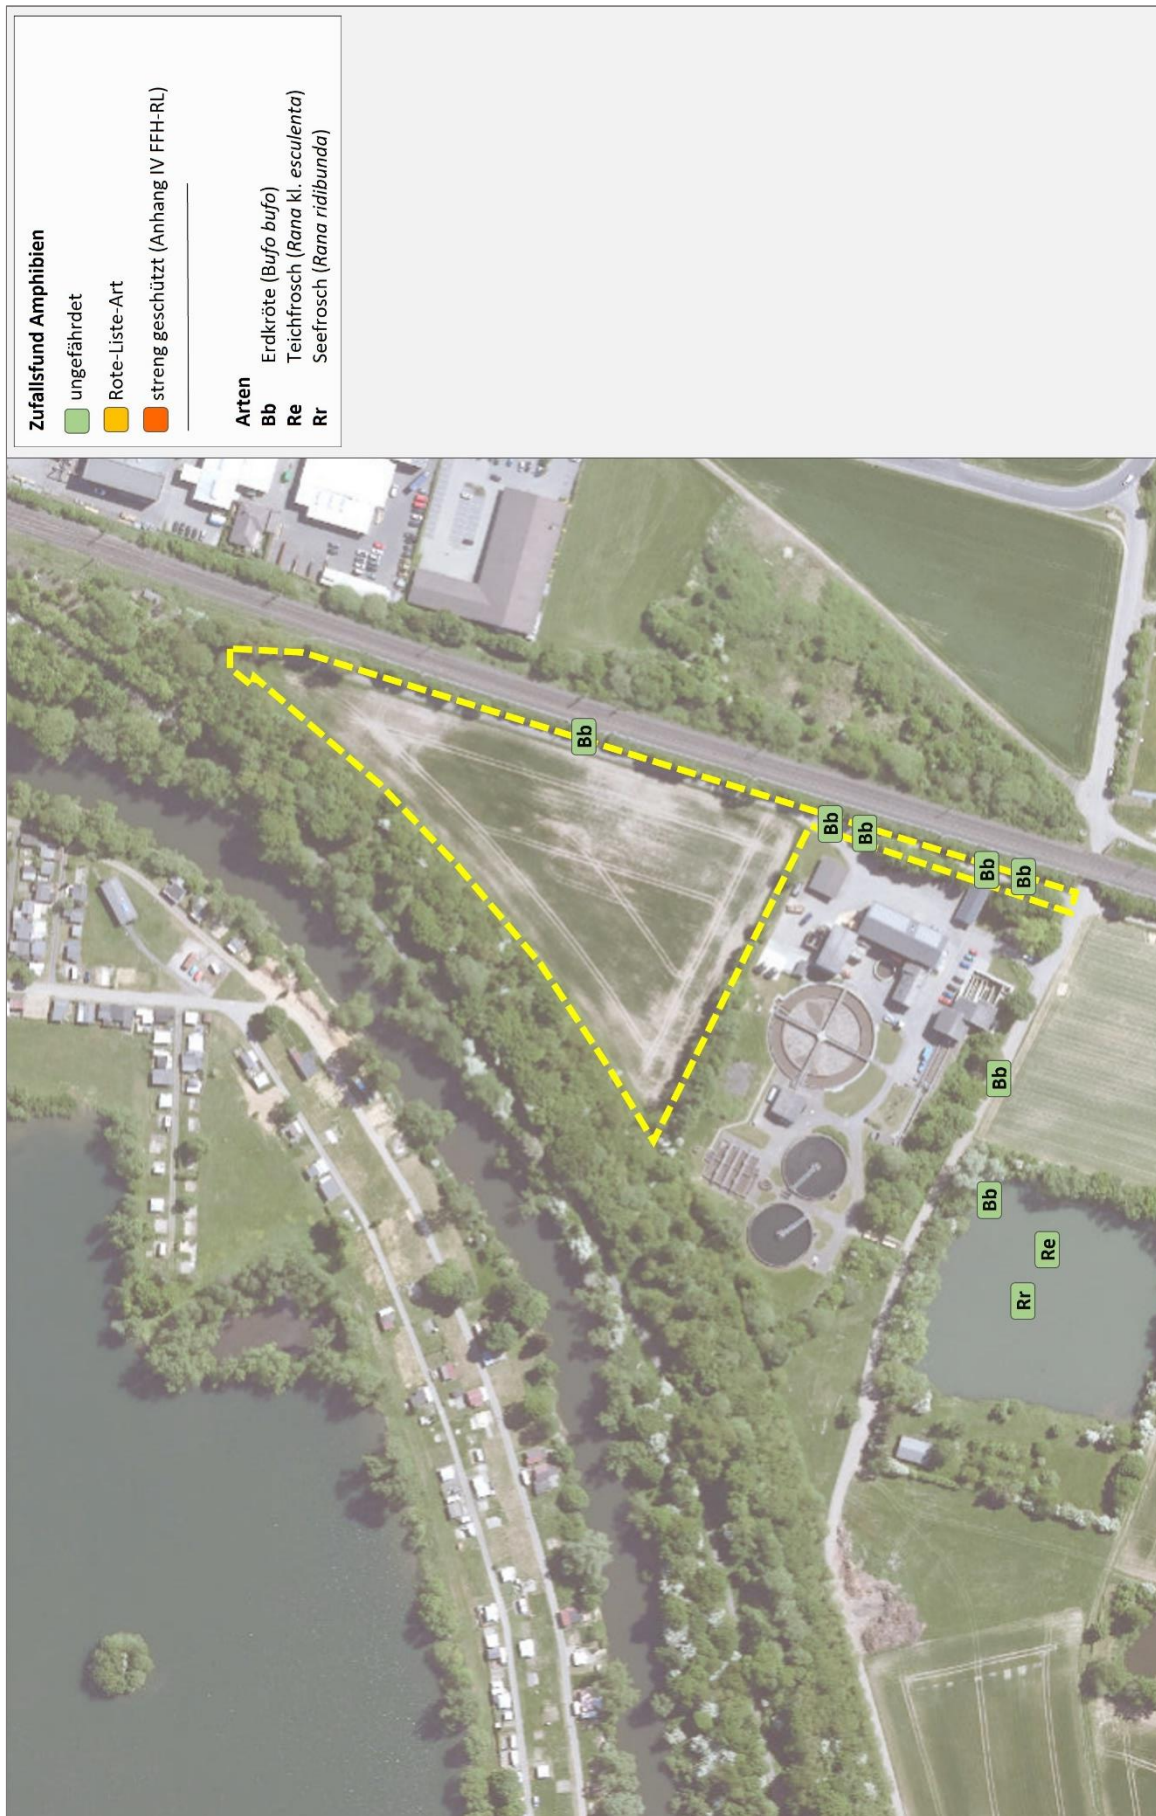 Zufallsfund Amphibien
ungefährdet
Rote-Liste-Art
streng geschützt (Anhang IV FFH-RL)
Arten
Bb Erdkröte (Bufo bufo)
Re Teichfrosch (Rana kl. esculenta)
Rr Seefrosch (Rana ridibunda)
Bb
Bb
Bb
Bb
Bb
Bb
Bb
Re
Rr